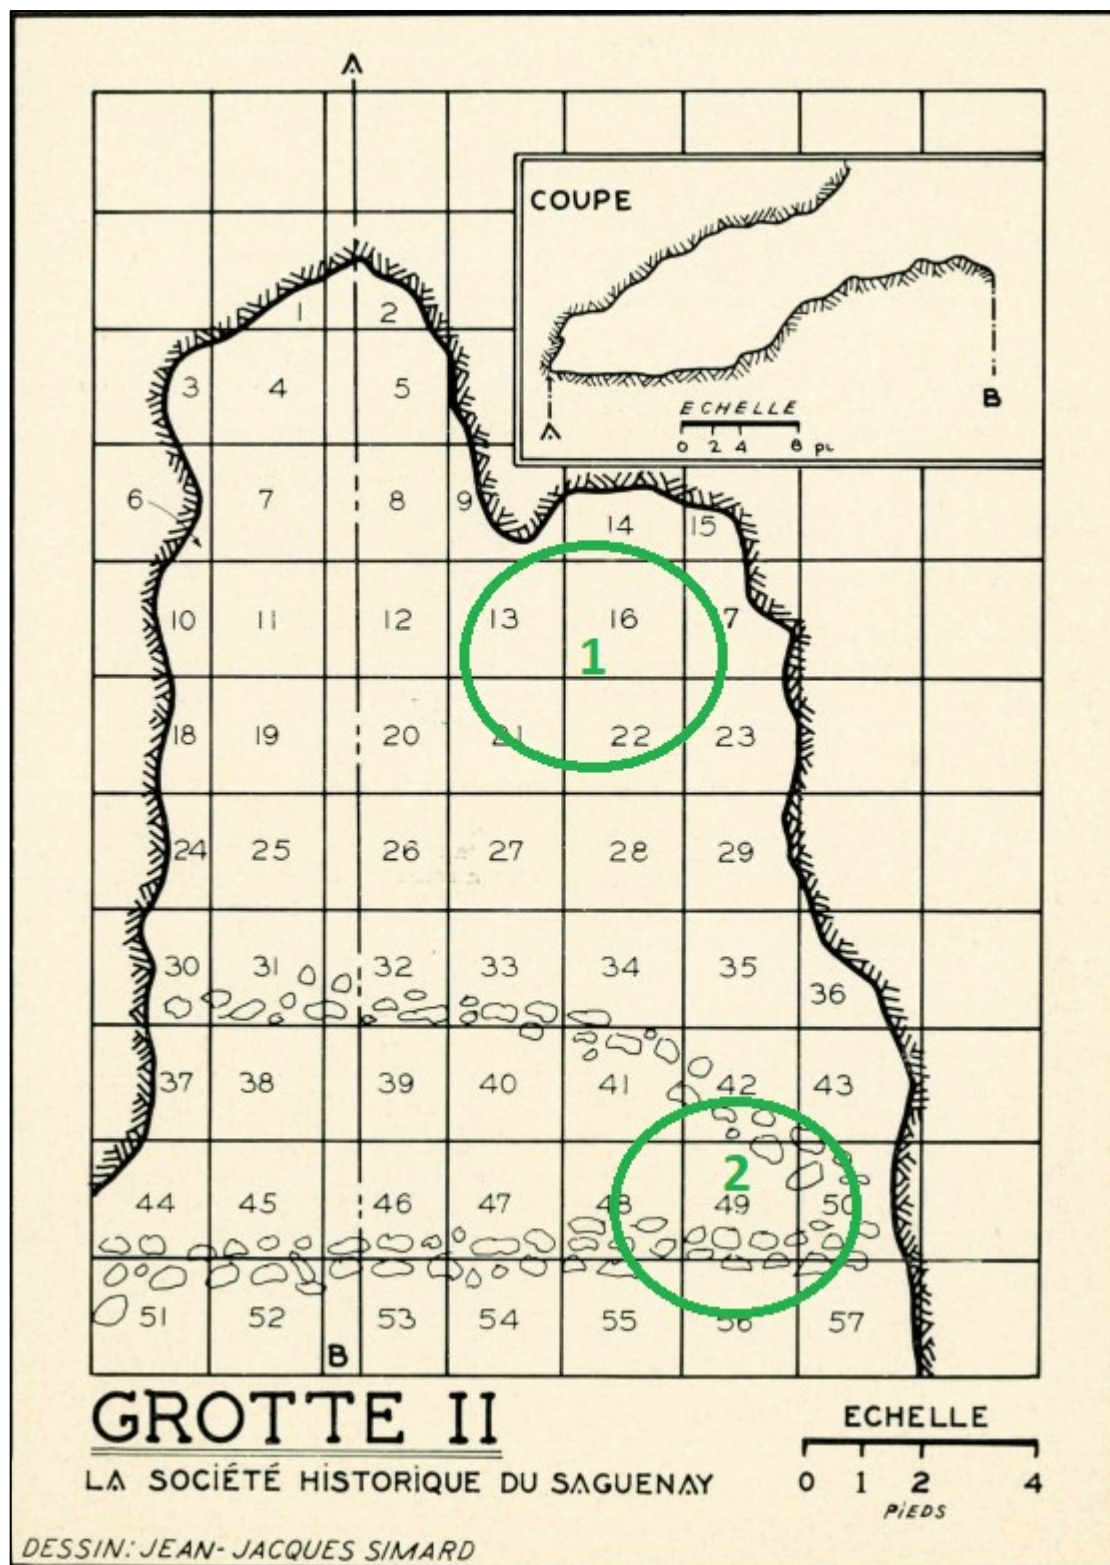 A
COUPE
1 2
3 4 5
ECHELLE
0 2 4 8 PI.
A B
6 7 8 9 14 15
10 11 12 13 16 7
1
18 19 20 21 22 23
24 25 26 27 28 29
30 31 32 33 34 35 36
37 38 39 40 41 42 43
2
44 45 46 47 48 49 50
51 52 53 54 55 56 57
B
GROTTE II
LA SOCIÉTÉ HISTORIQUE DU SAGUENAY
ECHELLE
0 1 2 4
PIEDS
DESSIN: JEAN-JACQUES SIMARD